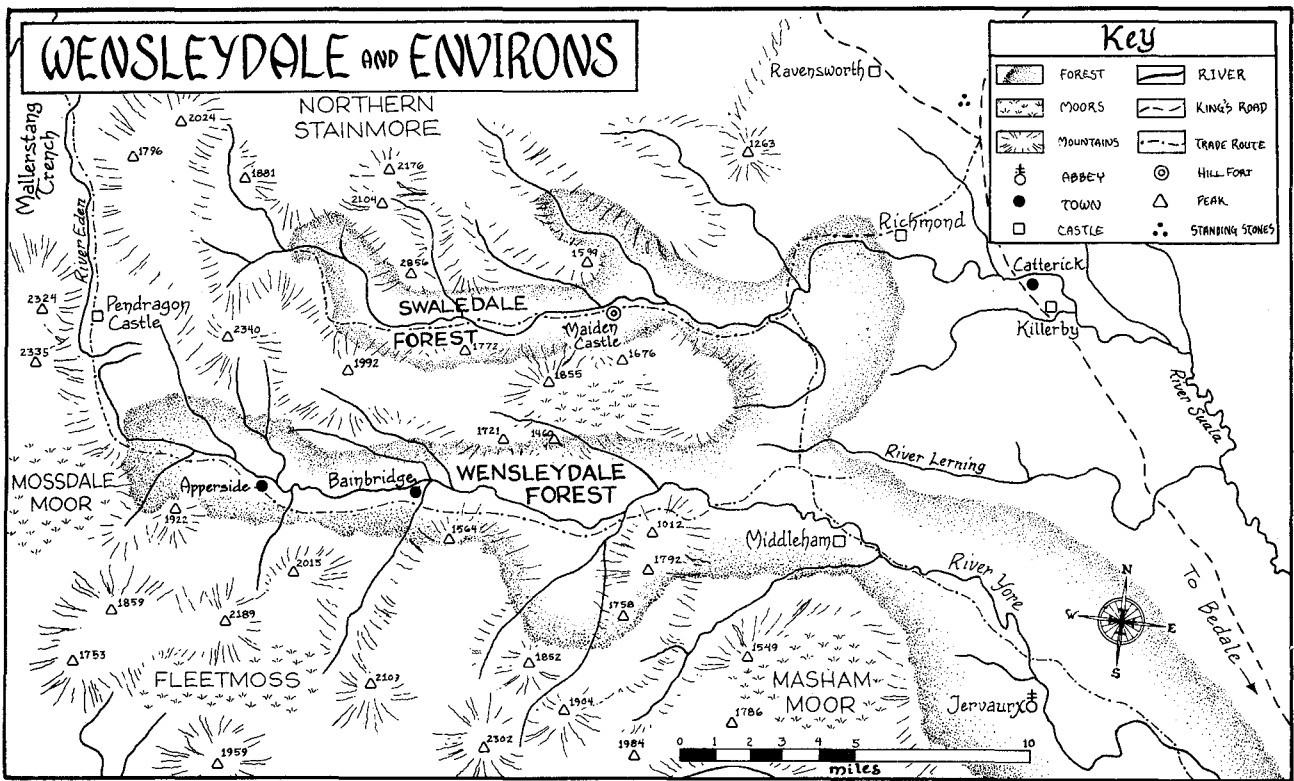 WENSLEYDALE AND ENVIRONS
Key
FOREST
RIVER
MOORS
KING'S ROAD
MOUNTAINS
TRADE ROUTE
ABBEY
HILL FORT
TOWN
PEAK
CASTLE
STANDING STONES
Ravensworth
NORTHERN
STAINMORE
Mallerstang
Trench
2024
1796
1881
2176
2104
1263
River Eden
Richmond
2856
1599
Catterick
2324
Pendragon
Castle
SWALEDALE
FOREST
Maiden
Castle
Killerby
2340
2335
1772
1676
1992
1855
River Swala
1721
1460
River Lerning
MOSSDALE
MOOR
Apperside
Bainbridge
WENSLEYDALE
FOREST
1922
1564
1012
Middleham
2015
1792
River Yore
N
W
E
S
To Bedale
1859
2189
1758
1753
FLEETMOSS
2103
1852
1549
MASHAM
MOOR
1904
1786
Jervaurx
1959
2302
1984
0 1 2 3 4 5 10
miles